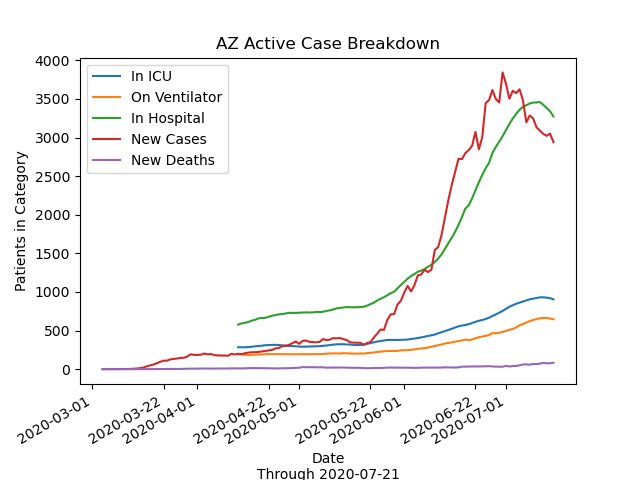 AZ Active Case Breakdown
In ICU
On Ventilator
In Hospital
New Cases
New Deaths
Patients in Category
4000
3500
3000
2500
2000
1500
1000
500
0
2020-03-01
2020-03-22
2020-04-01
2020-04-22
2020-05-01
2020-05-22
2020-06-01
2020-06-22
2020-07-01
Date
Through 2020-07-21